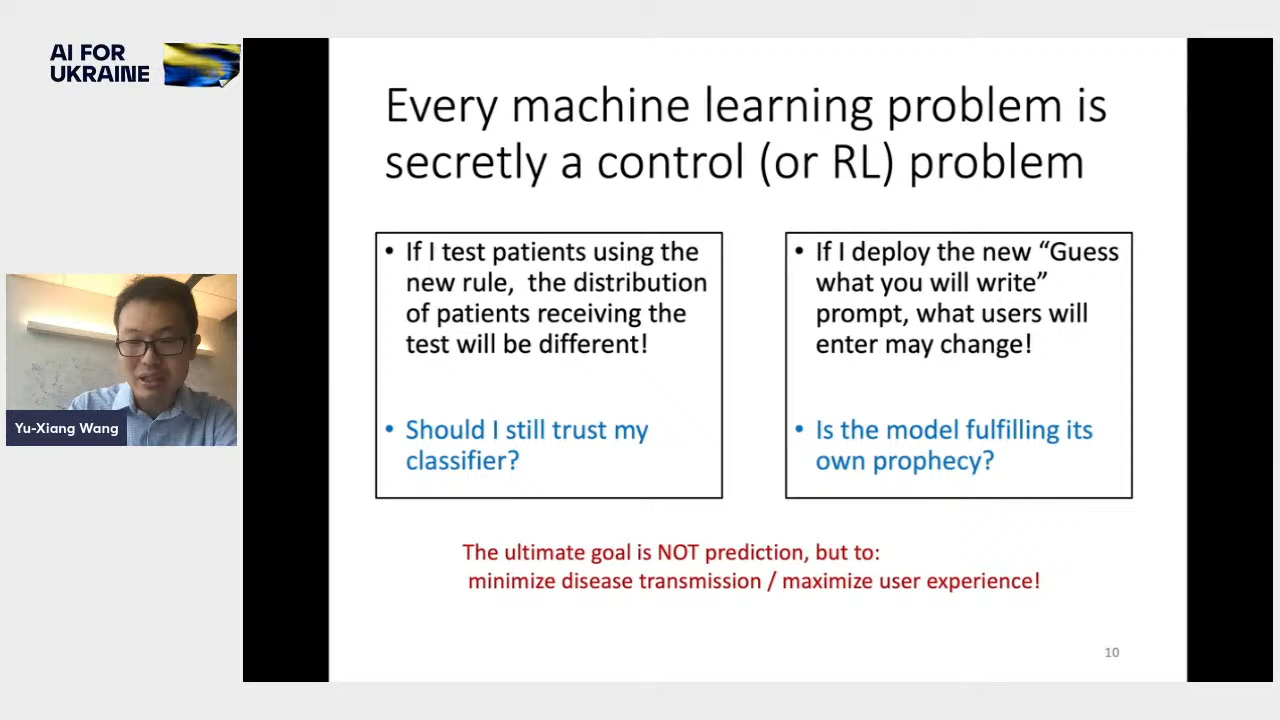 AI FOR
UKRAINE
Every machine learning problem is
secretly a control (or RL) problem
• If I test patients using the
new rule, the distribution
of patients receiving the
test will be different!
• Should I still trust my
classifier?
• If I deploy the new “Guess
what you will write”
prompt, what users will
enter may change!
• Is the model fulfilling its
own prophecy?
The ultimate goal is NOT prediction, but to:
minimize disease transmission / maximize user experience!
10
Yu-Xiang Wang